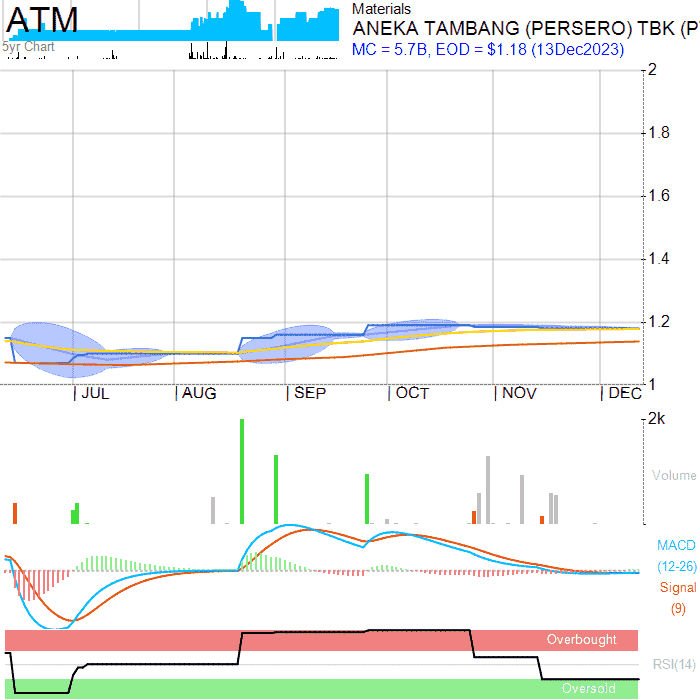 ATM
5yr Chart
Materials
ANEKA TAMBANG (PERSERO) TBK (P
MC = 5.7B, EOD = $1.18 (13Dec2023)
2
1.8
1.6
1.4
1.2
1
JUL
AUG
SEP
OCT
NOV
DEC
2k
Volume
MACD
(12-26)
Signal
(9)
Overbought
RSI(14)
Oversold